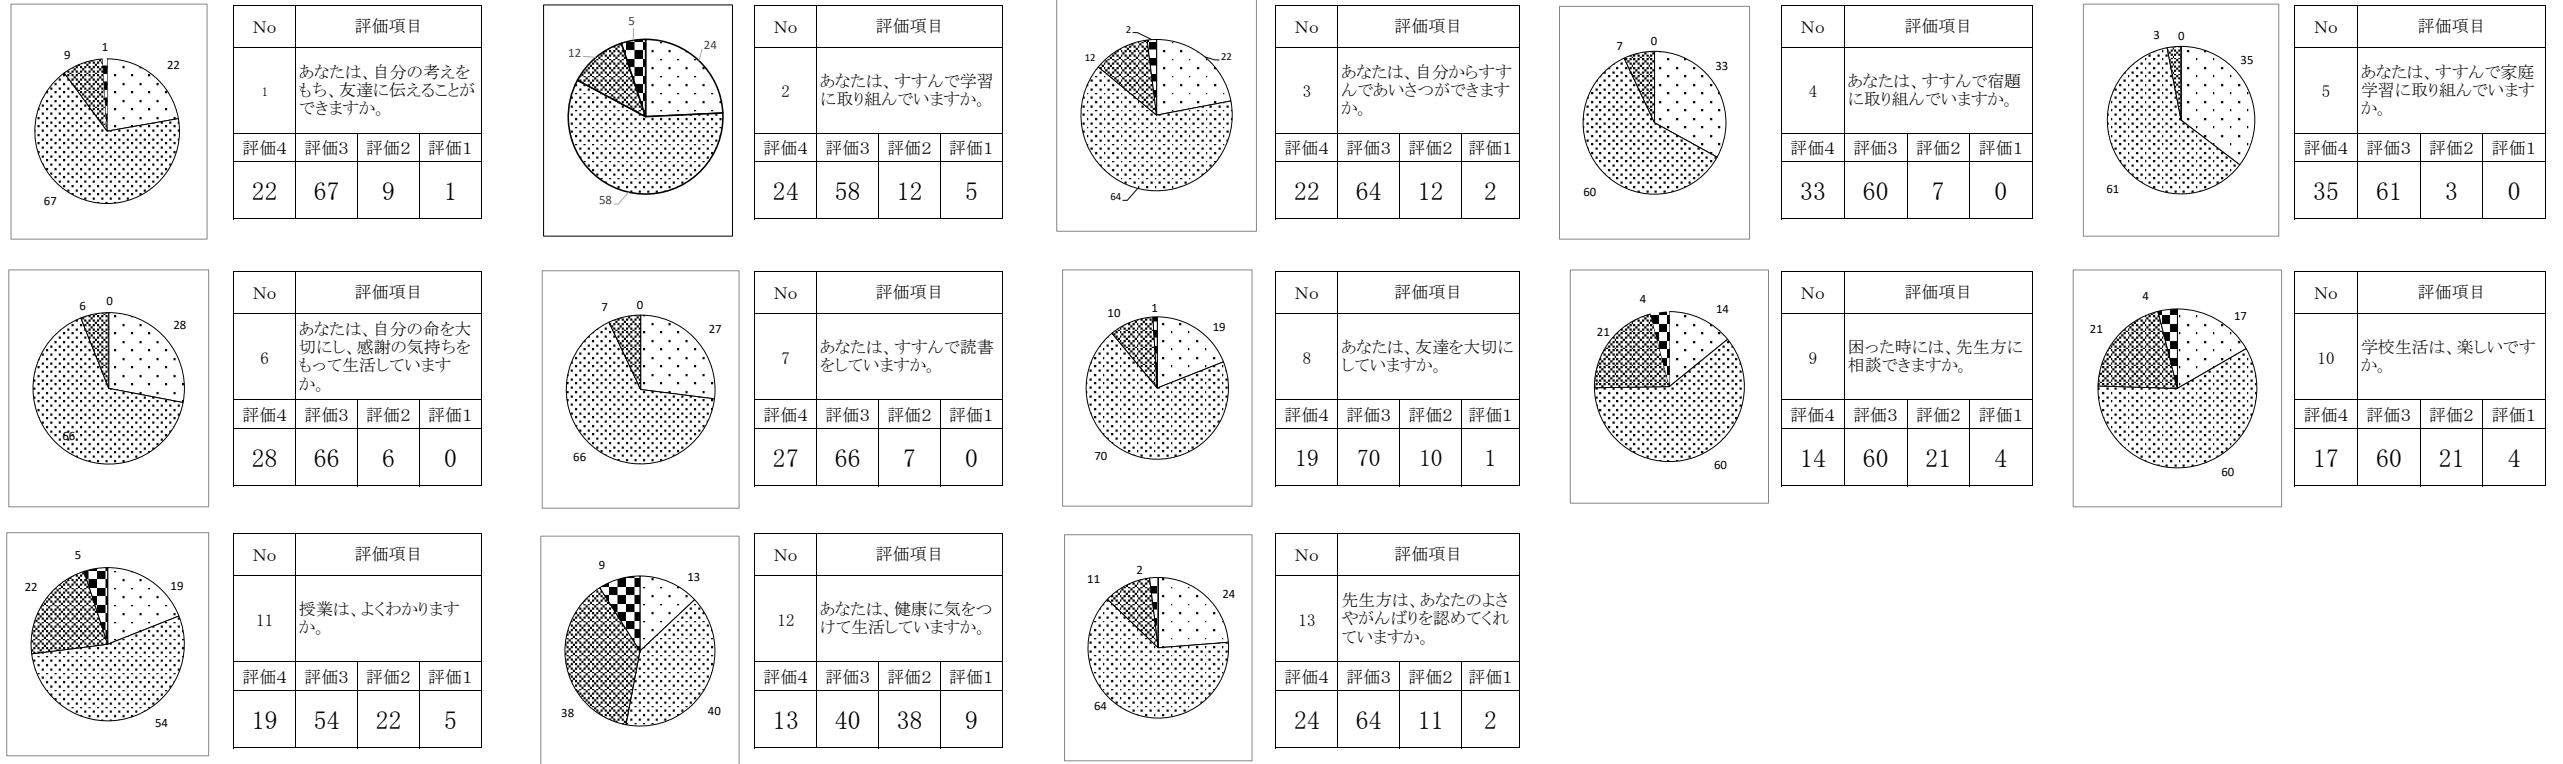 1
9
22
67
No 評価項目
1
あなたは、自分の考えを
もち、友達に伝えることが
できますか。
評価4 評価3 評価2 評価1
22 67 9 1
5
12
24
58
No 評価項目
2
あなたは、すすんで学習
に取り組んでいますか。
評価4 評価3 評価2 評価1
24 58 12 5
2
12
22
64
No 評価項目
3
あなたは、自分からすす
んであいさつができます
か。
評価4 評価3 評価2 評価1
22 64 12 2
0
7
33
60
No 評価項目
4
あなたは、すすんで宿題
に取り組んでいますか。
評価4 評価3 評価2 評価1
33 60 7 0
3 0
35
61
No 評価項目
5
あなたは、すすんで家庭
学習に取り組んでいます
か。
評価4 評価3 評価2 評価1
35 61 3 0
6 0
28
66
No 評価項目
6
あなたは、自分の命を大
切にし、感謝の気持ちを
もって生活しています
か。
評価4 評価3 評価2 評価1
28 66 6 0
7 0
27
66
No 評価項目
7
あなたは、すすんで読書
をしていますか。
評価4 評価3 評価2 評価1
27 66 7 0
10 1
19
70
No 評価項目
8
あなたは、友達を大切に
していますか。
評価4 評価3 評価2 評価1
19 70 10 1
4
21 14
60
No 評価項目
9
困った時には、先生方に
相談できますか。
評価4 評価3 評価2 評価1
14 60 21 4
4
21 17
60
No 評価項目
10
学校生活は、楽しいです
か。
評価4 評価3 評価2 評価1
17 60 21 4
5
22 19
54
No 評価項目
11
授業は、よくわかります
か。
評価4 評価3 評価2 評価1
19 54 22 5
9
13
38 40
No 評価項目
12
あなたは、健康に気をつ
けて生活していますか。
評価4 評価3 評価2 評価1
13 40 38 9
2
11
24
64
No 評価項目
13
先生方は、あなたのよさ
やがんばりを認めてくれ
ていますか。
評価4 評価3 評価2 評価1
24 64 11 2